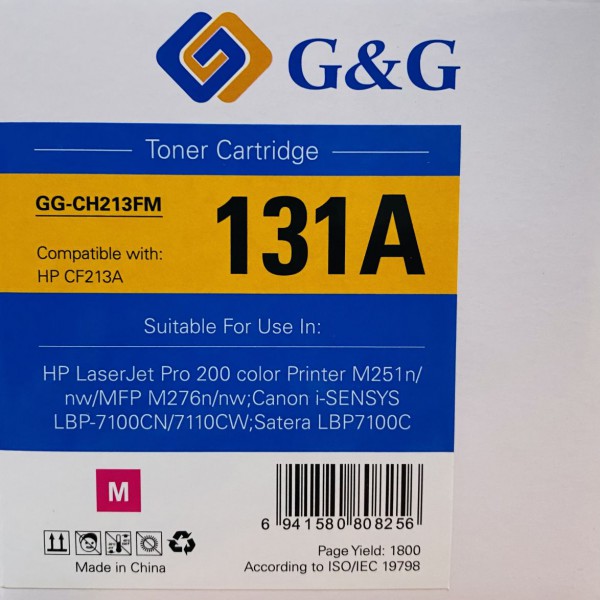 G&G
Toner Cartridge
GG-CH213FM
131A
Compatible with:
HP CF213A
Suitable For Use In:
HP LaserJet Pro 200 color Printer M251n/
nw/MFP M276n/nw;Canon i-SENSYS
LBP-7100CN/7110CW;Satera LBP7100C
M
6 941580 808256
Page Yield: 1800
Made in China
According to ISO/IEC 19798